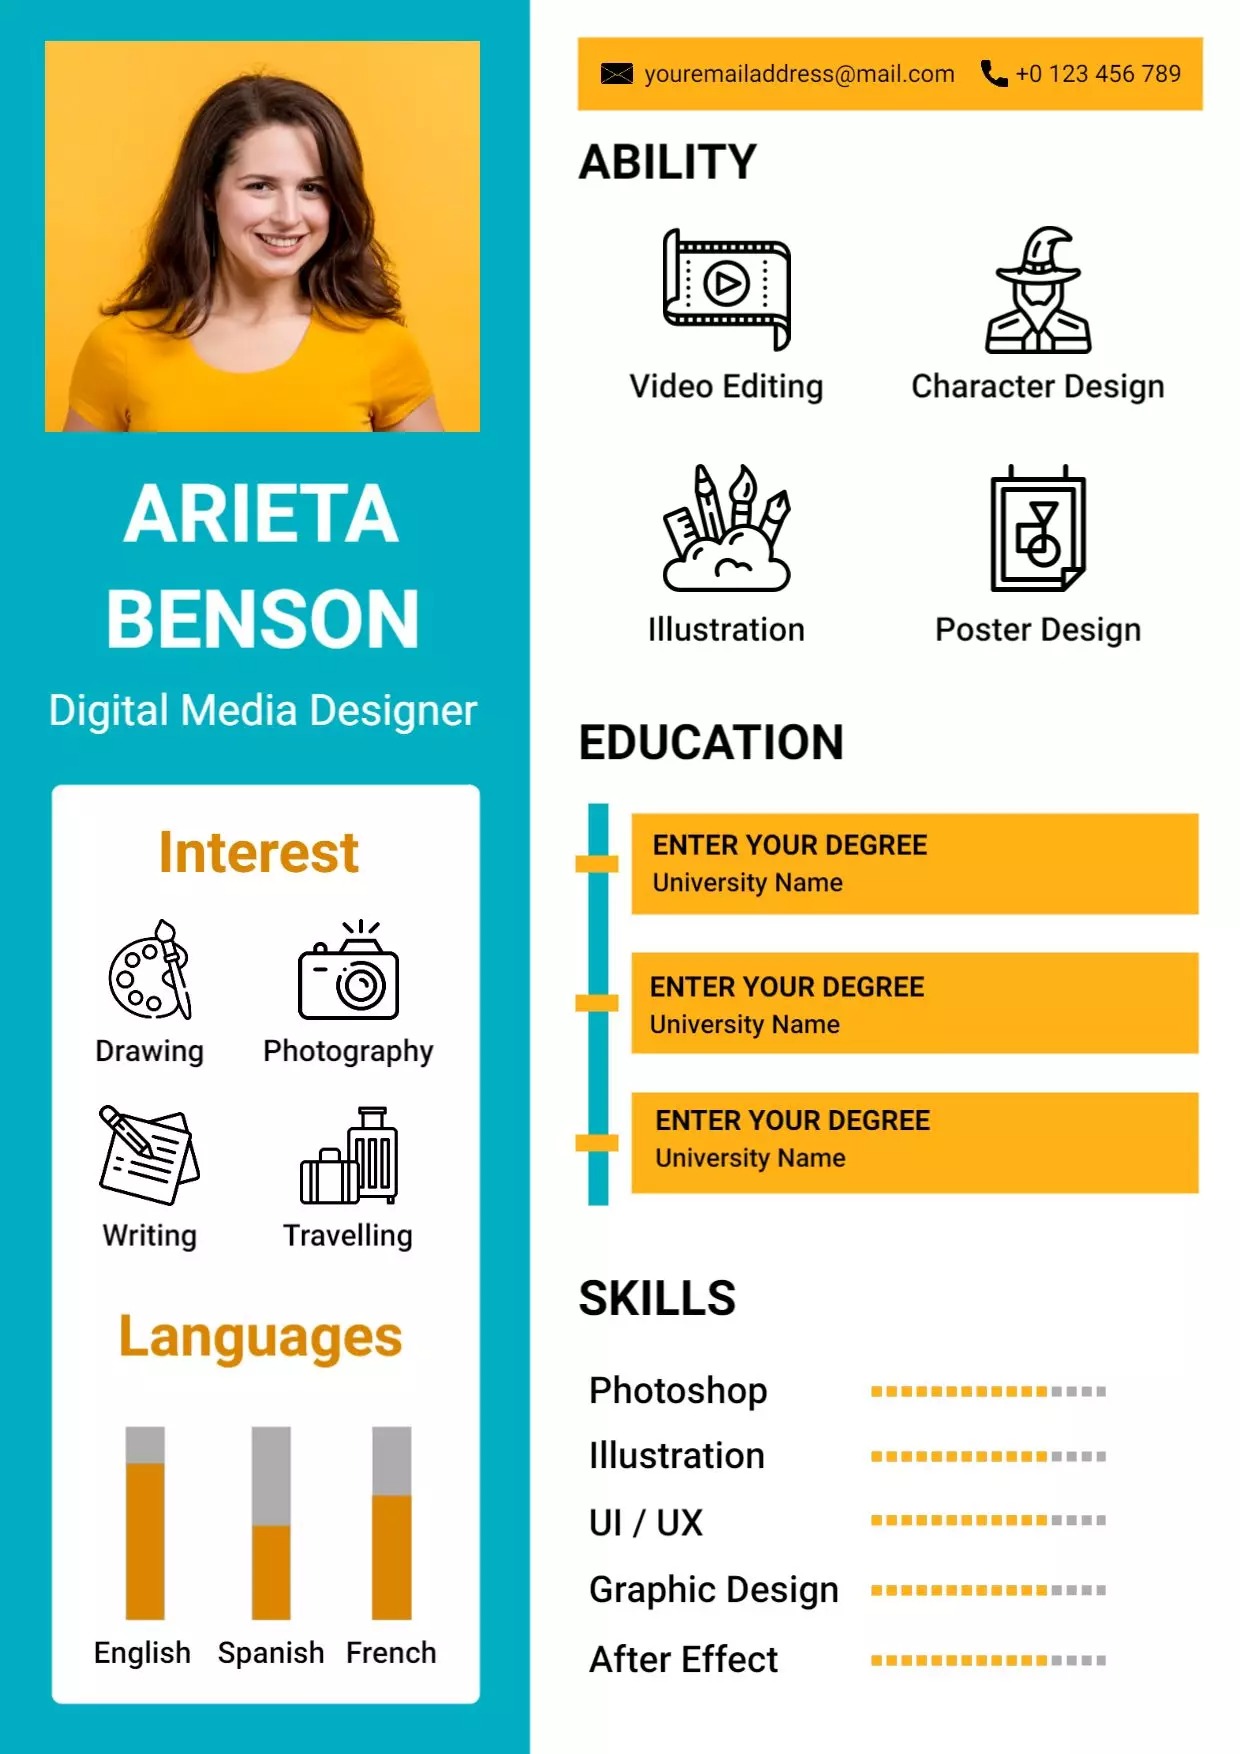 ARIETA
BENSON
Digital Media Designer
Interest
Drawing
Photography
Writing
Travelling
Languages
English
Spanish
French
youremailaddress@mail.com
+0 123 456 789
ABILITY
Video Editing
Character Design
Illustration
Poster Design
EDUCATION
ENTER YOUR DEGREE
University Name
ENTER YOUR DEGREE
University Name
ENTER YOUR DEGREE
University Name
SKILLS
Photoshop
Illustration
UI / UX
Graphic Design
After Effect